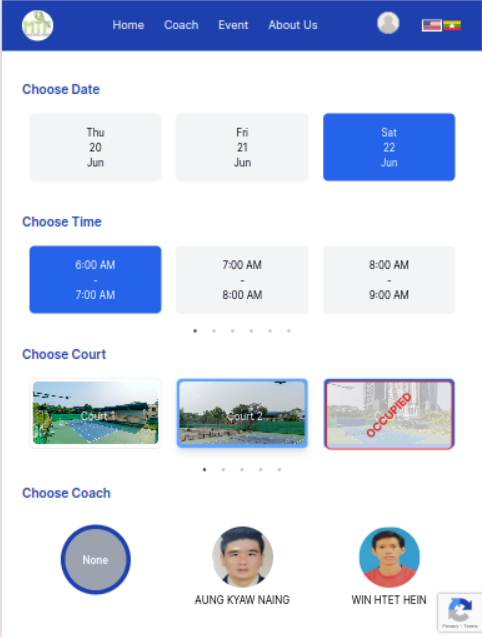 MTP
Home Coach Event About Us
Choose Date
Thu Fri Sat
20 21 22
Jun Jun Jun
Choose Time
6:00 AM 7:00 AM 8:00 AM
- - -
7:00 AM 8:00 AM 9:00 AM
Choose Court
Court 1 Court 2 OCCUPIED
Choose Coach
None
AUNG KYAW NAING WIN HTET HEIN
Privacy - Terms